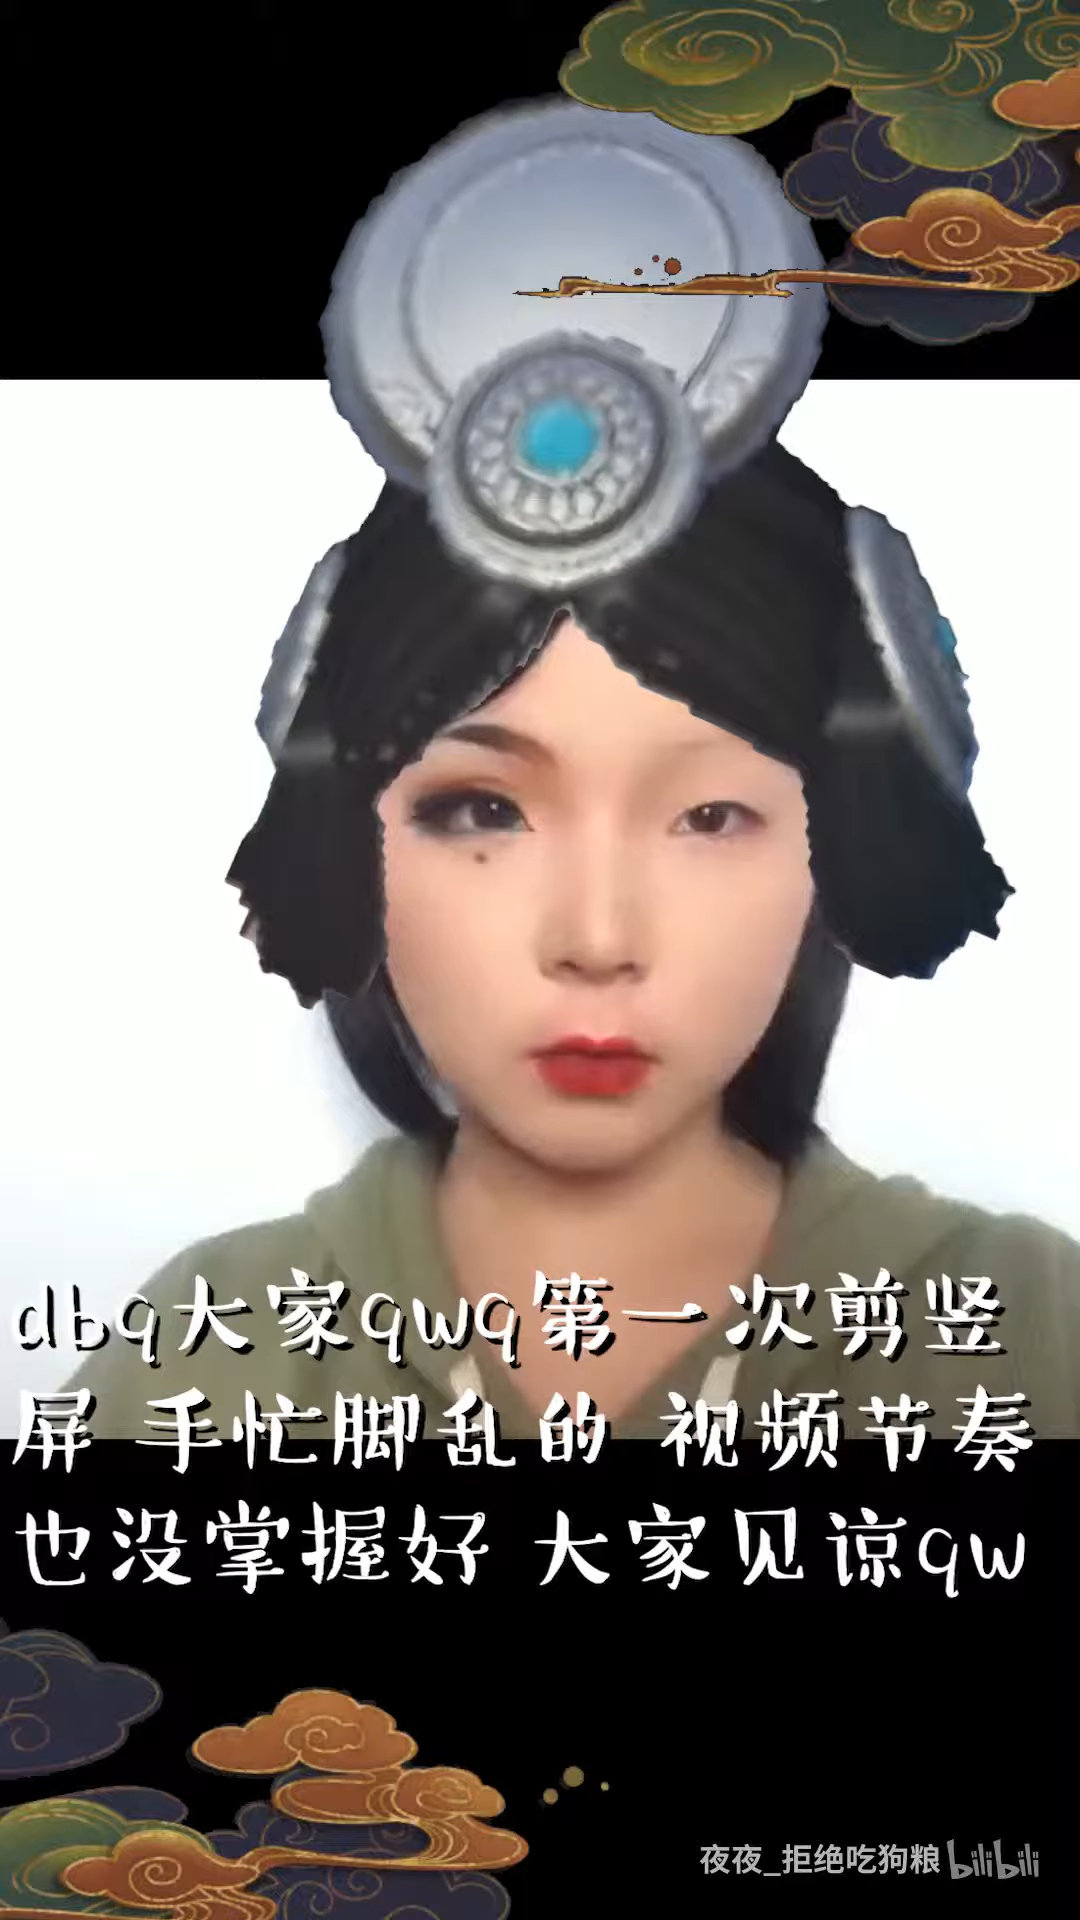 dbq大家qwq第一次剪竖
屏 手忙脚乱的 视频节奏
也没掌握好 大家见谅qw
夜夜_拒绝吃狗粮 bilibili